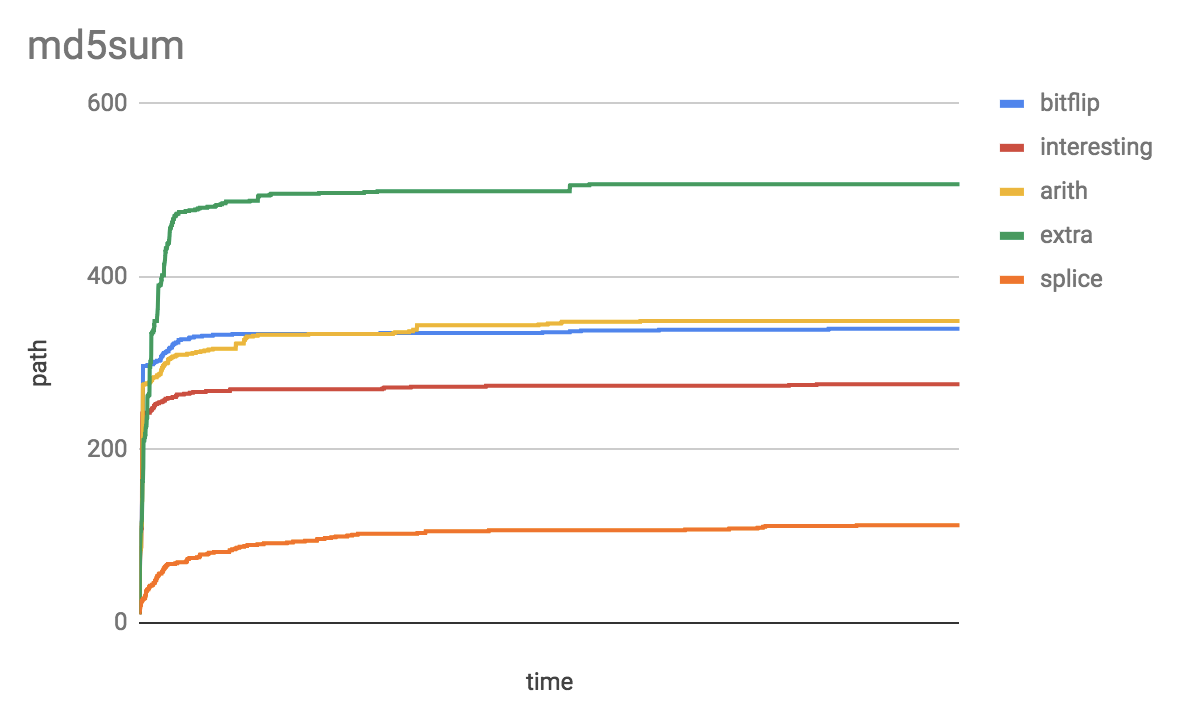 md5sum
600
400
200
0
path
time
bitflip
interesting
arith
extra
splice